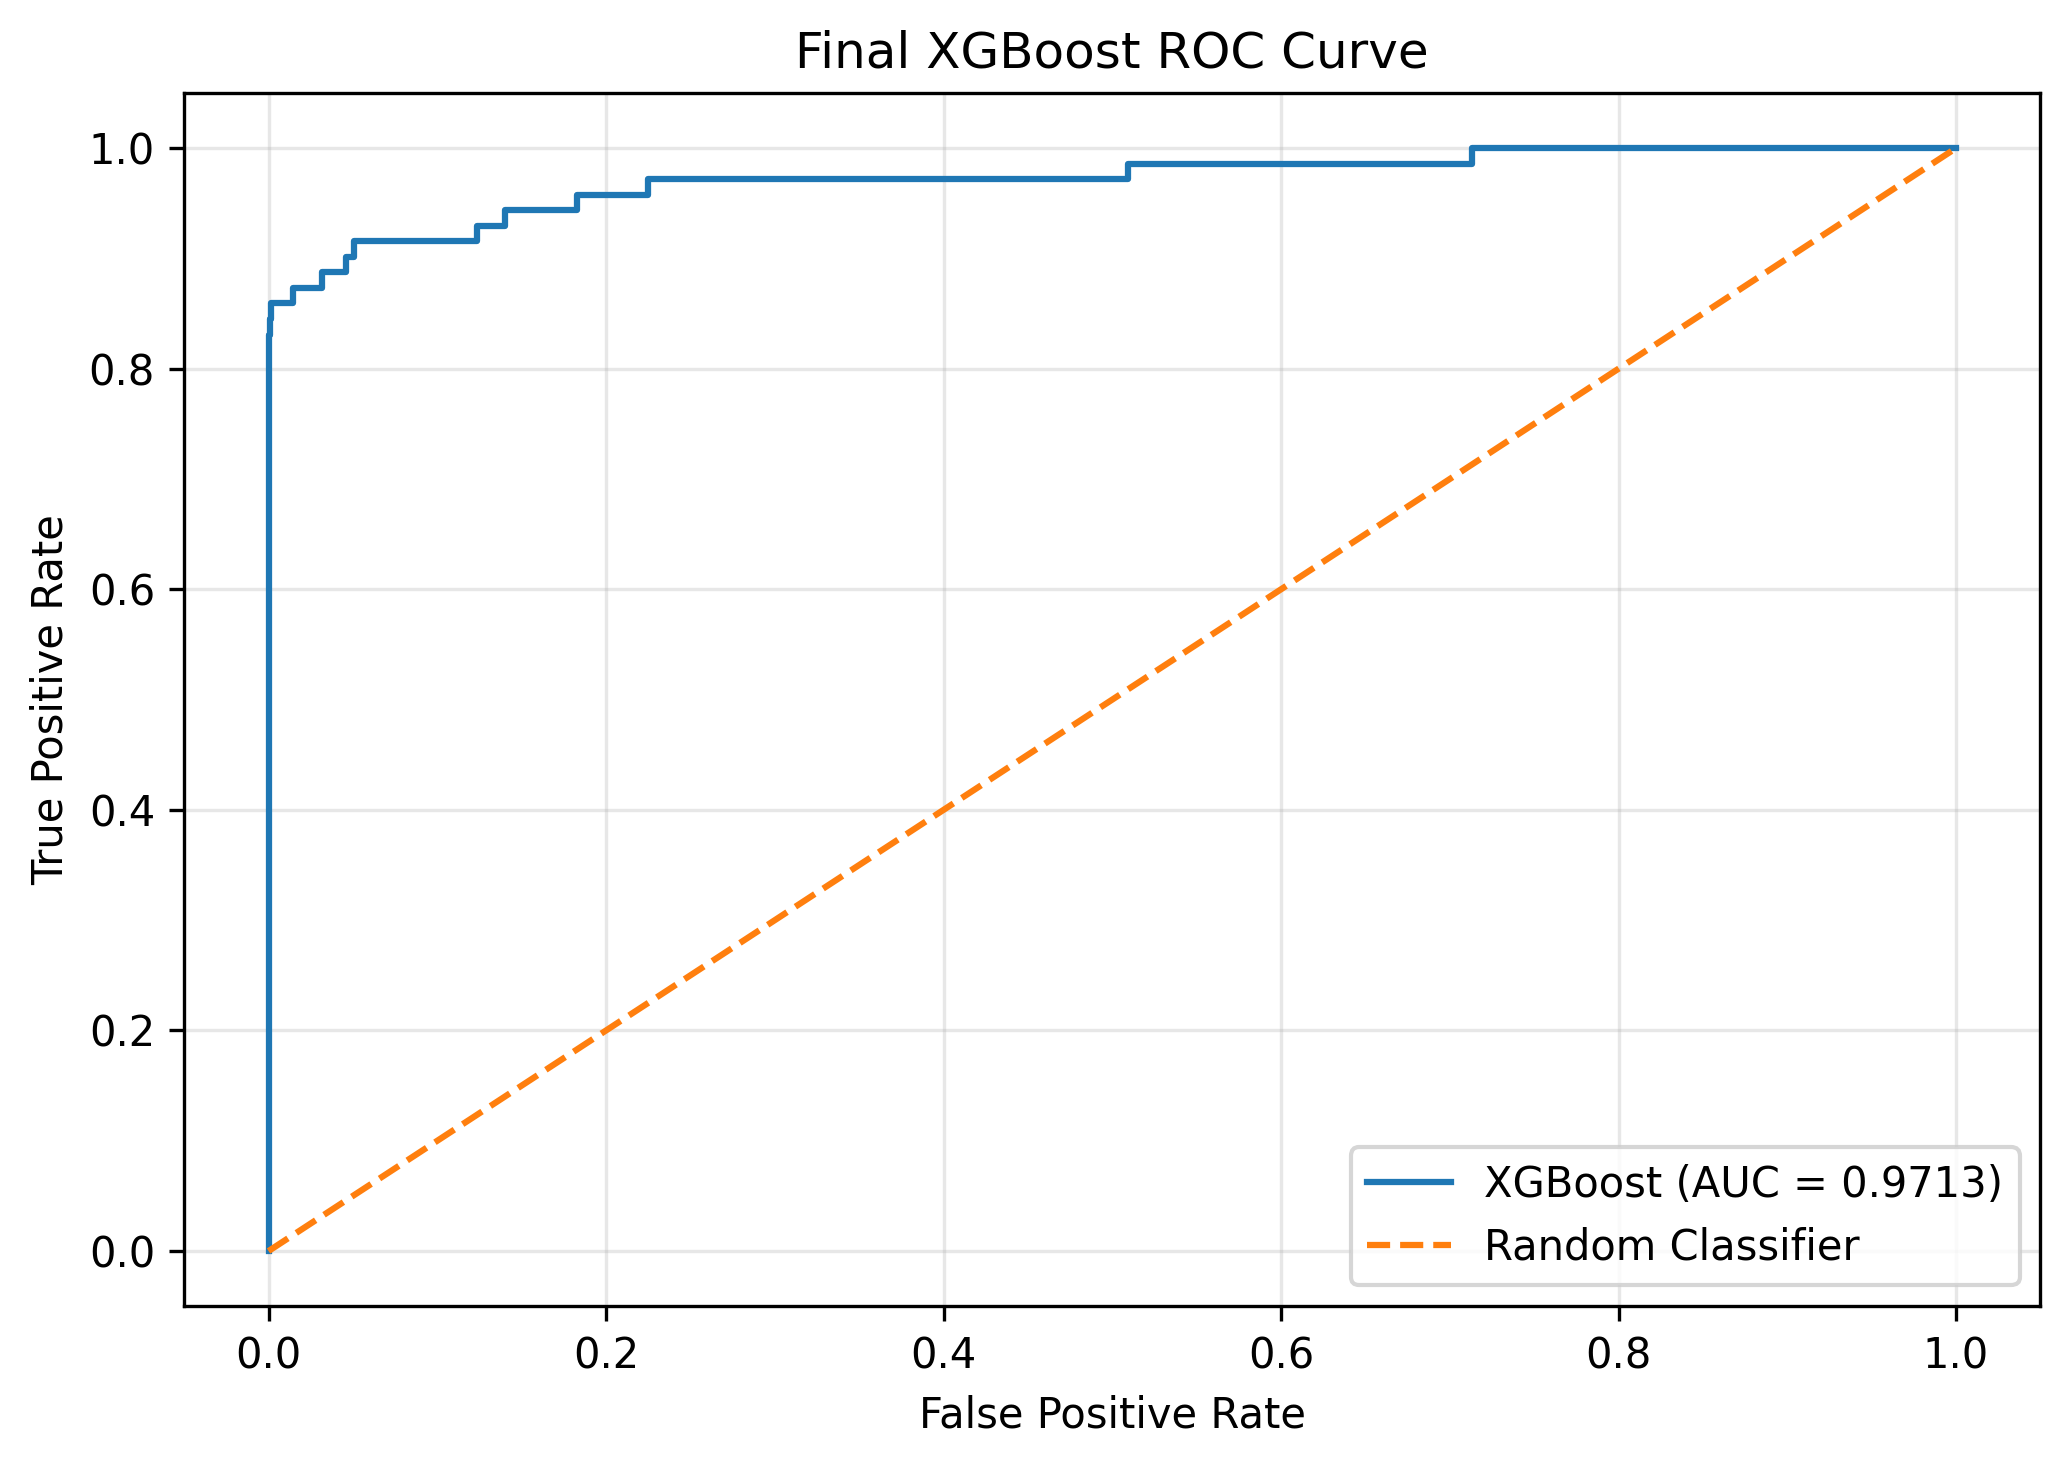 Final XGBoost ROC Curve
True Positive Rate
1.0
0.8
0.6
0.4
0.2
0.0
XGBoost (AUC = 0.9713)
Random Classifier
0.0 0.2 0.4 0.6 0.8 1.0
False Positive Rate